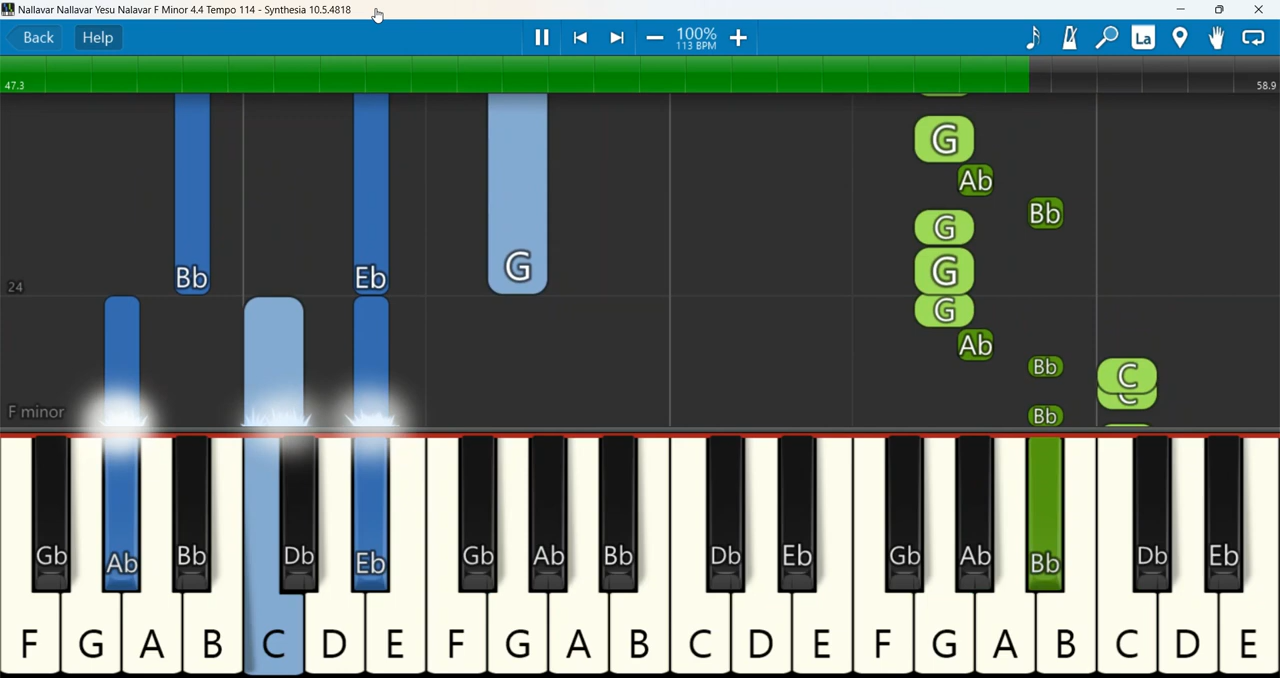 Nallavar Nallavar Yesu Nalavar F Minor 4.4 Tempo 114 - Synthesia 10.5.4818
Back Help 100% La
113 BPM
47.3 58.9
G
Ab
Bb
G
Bb Eb G G
24
G
Ab
Bb C
C
F minor Bb
Gb Ab Bb Db Eb Gb Ab Bb Db Eb Gb Ab Bb Db Eb
F G A B C D E F G A B C D E F G A B C D E